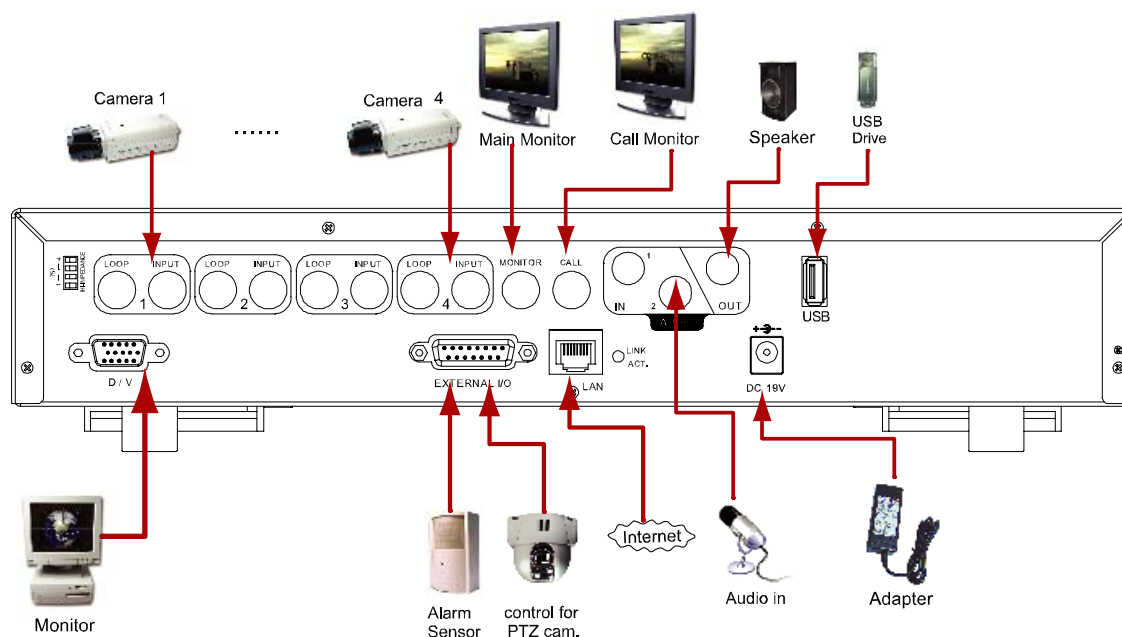 Camera 1
......
Camera 4
Main Monitor
Call Monitor
Speaker
USB
Drive
LOOP INPUT
1
LOOP INPUT
2
LOOP INPUT
3
LOOP INPUT
4
MONITOR
CALL
1
IN
2
OUT
USB
D / V
EXTERNAL I/O
LAN
LINK
ACT.
DC 19V
Monitor
Alarm
Sensor
control for
PTZ cam.
Internet
Audio in
Adapter